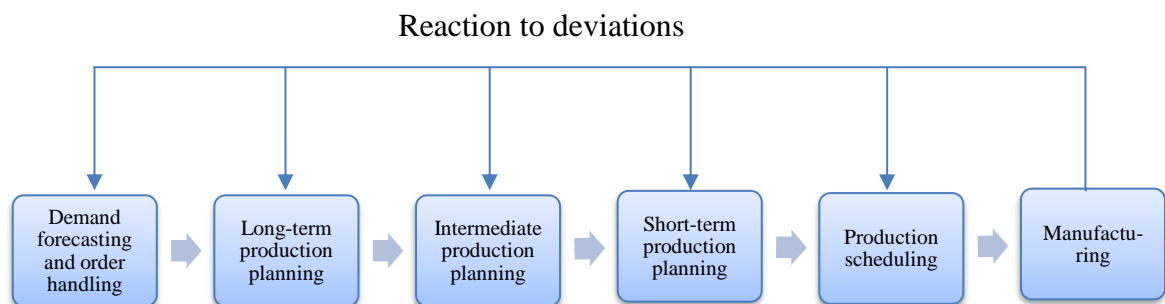 Reaction to deviations
Demand
forecasting
and order
handling
Long-term
production
planning
Intermediate
production
planning
Short-term
production
planning
Production
scheduling
Manufactu-
ring